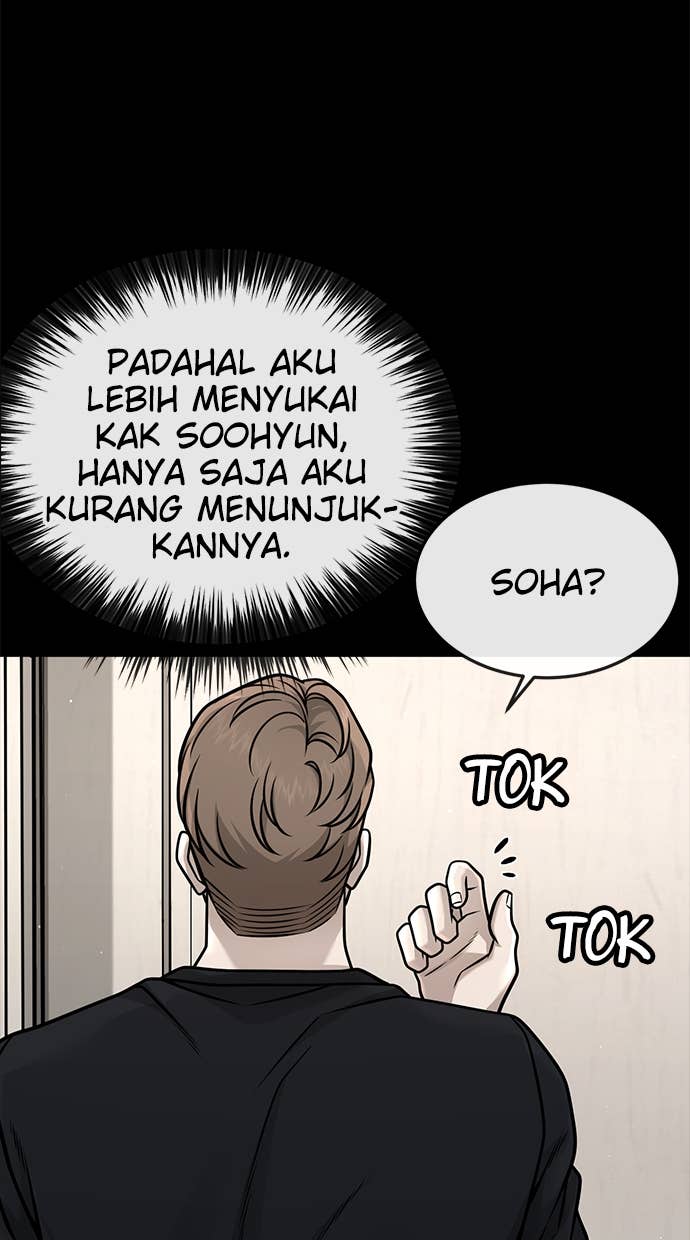 PADAHAL AKU
LEBIH MENYUKAI
KAK SOOHYUN,
HANYA SAJA AKU
KURANG MENUNJUK-
KANNYA.
SOHA?
TOK
TOK